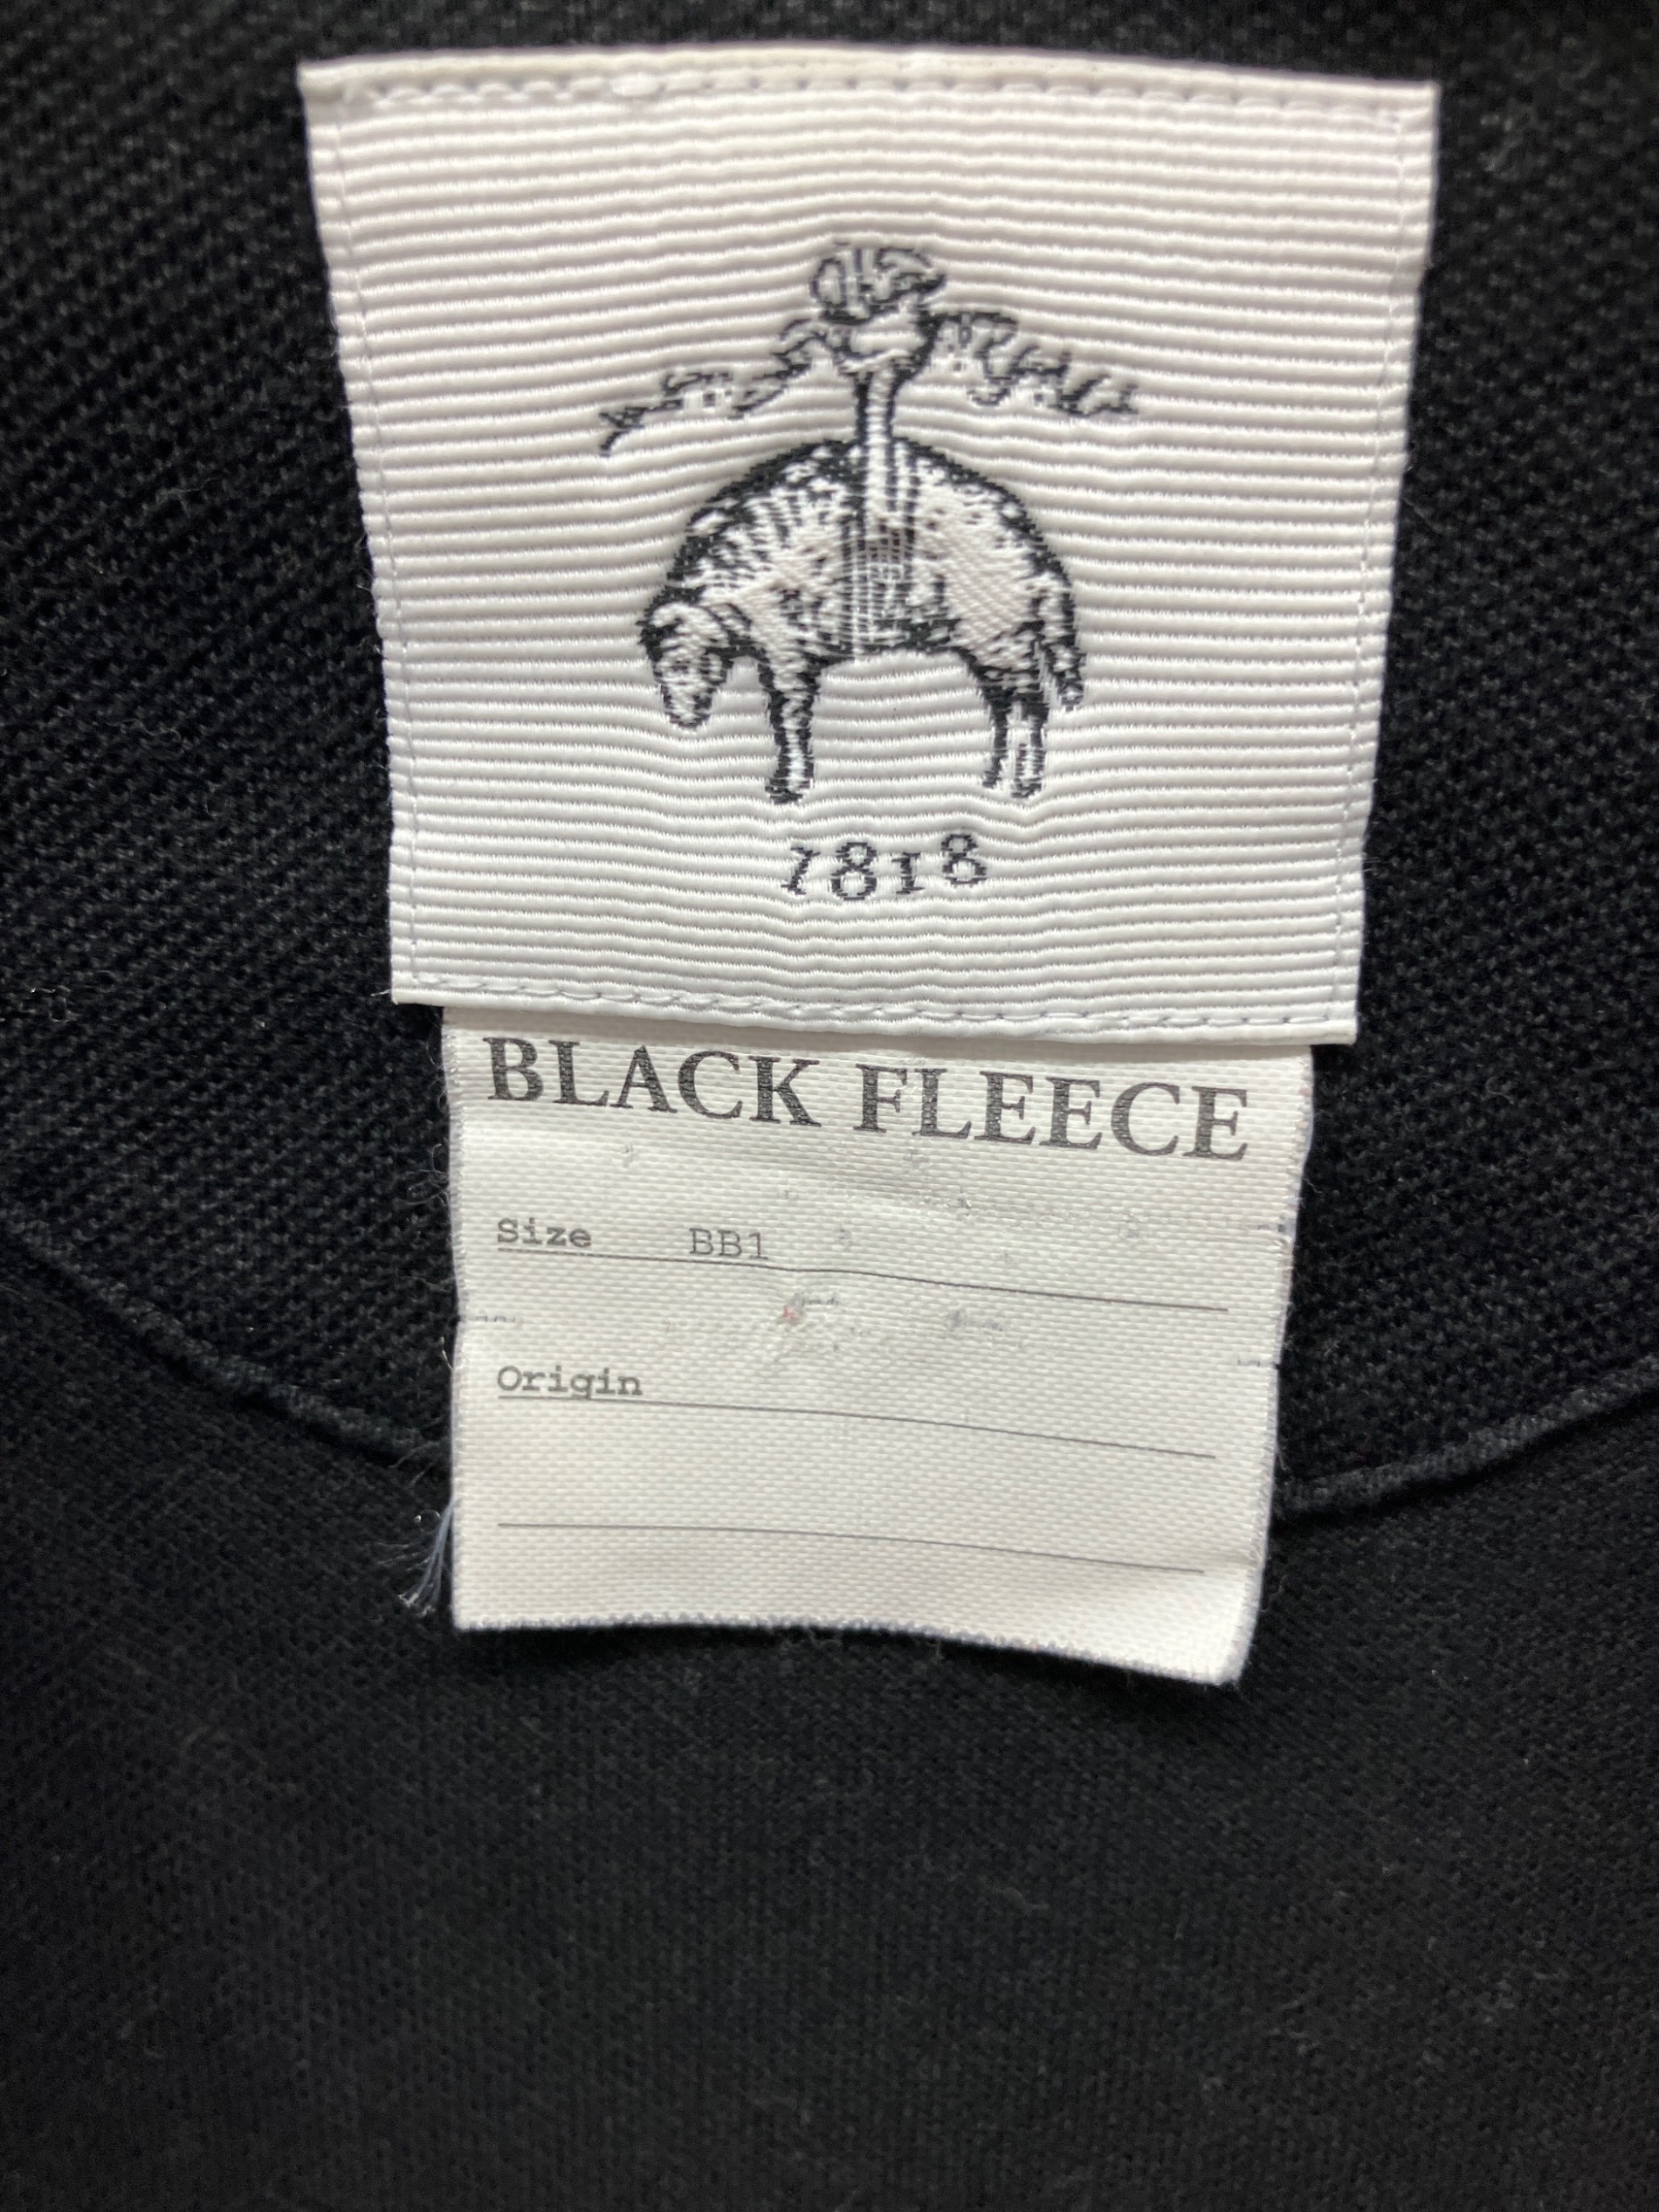 1818
BLACK FLEECE
Size BB1
Origin